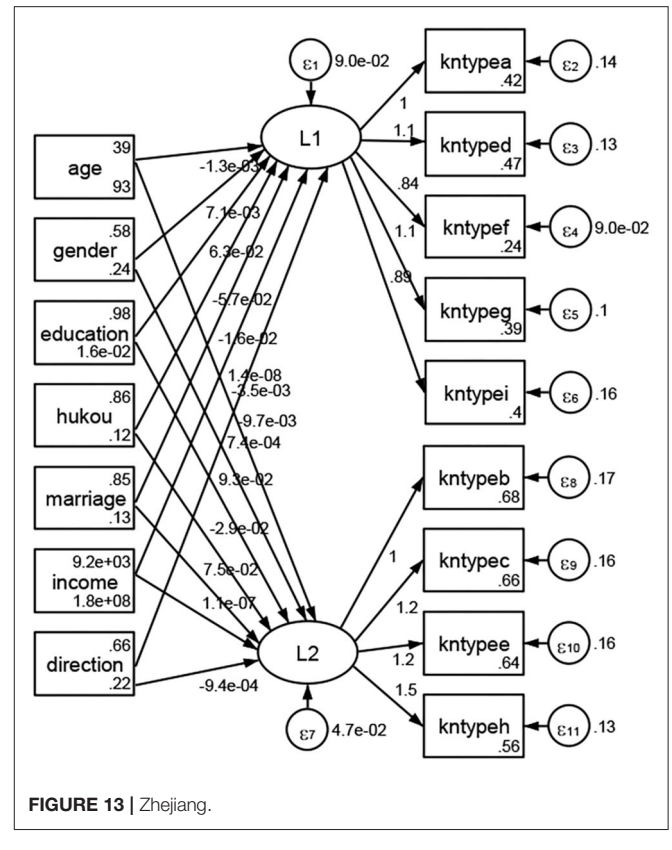 ε1 9.0e-02
L1
kntypea
.42
ε2 .14
1
kntyped
.47
ε3 .13
1.1
kntypef
.24
ε4 9.0e-02
.84
kntypeg
.39
ε5 .1
1.1
kntypei
.4
ε6 .16
.89
39
age
93
.58
gender
.24
.98
education
1.6e-02
.86
hukou
.12
.85
marriage
.13
9.2e+03
income
1.8e+08
.66
direction
.22
-1.3e-03
7.1e-03
6.3e-02
-5.7e-02
-1.6e-02
1.4e-08
-3.5e-03
-9.7e-03
7.4e-04
9.3e-02
-2.9e-02
7.5e-02
1.1e-07
-9.4e-04
L2
ε7 4.7e-02
kntypeb
.68
ε8 .17
1
kntypec
.66
ε9 .16
1.2
kntypee
.64
ε10 .16
1.2
kntypeh
.56
ε11 .13
1.5
FIGURE 13 | Zhejiang.